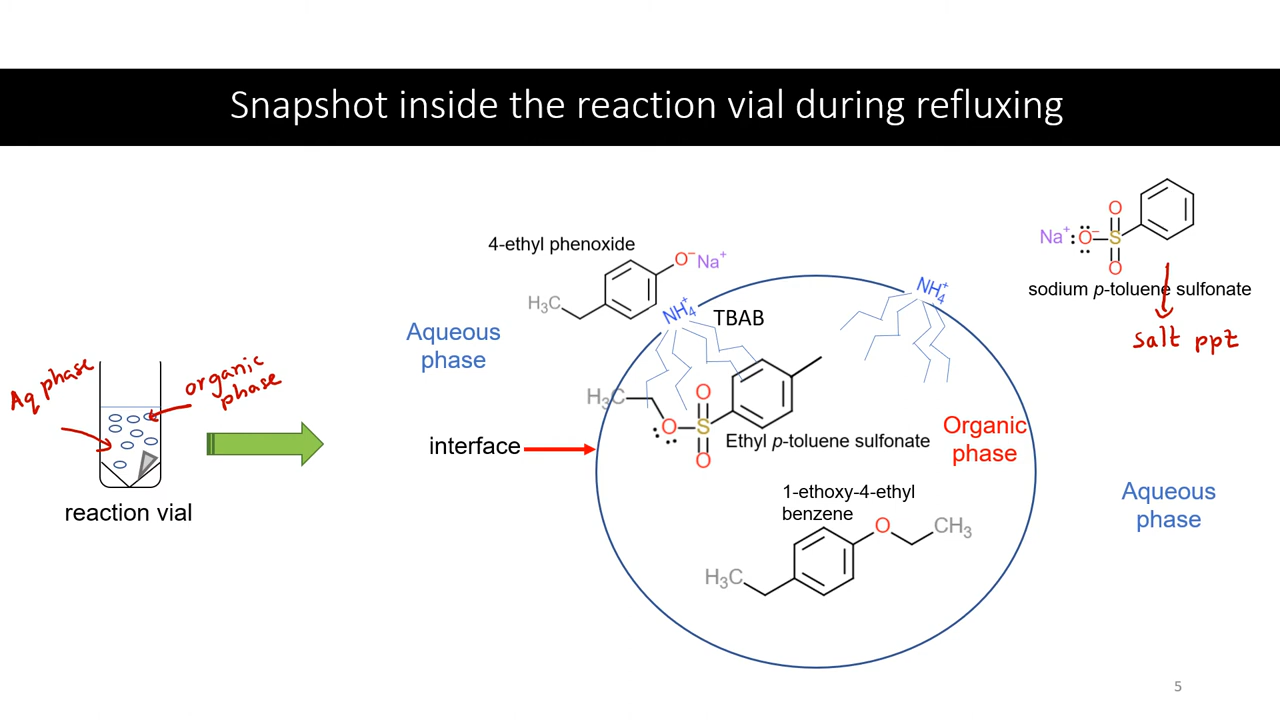 Snapshot inside the reaction vial during refluxing
4-ethyl phenoxide
O⁻Na⁺
H₃C
NH₄⁺
TBAB
NH₄⁺
Na⁺ :O⁻ S
O
O
sodium p-toluene sulfonate
salt ppt
Aqueous
phase
Aq phase
organic
phase
reaction vial
interface
H₃C
O
O S
O
Ethyl p-toluene sulfonate
Organic
phase
1-ethoxy-4-ethyl
benzene
O
CH₃
H₃C
Aqueous
phase
5